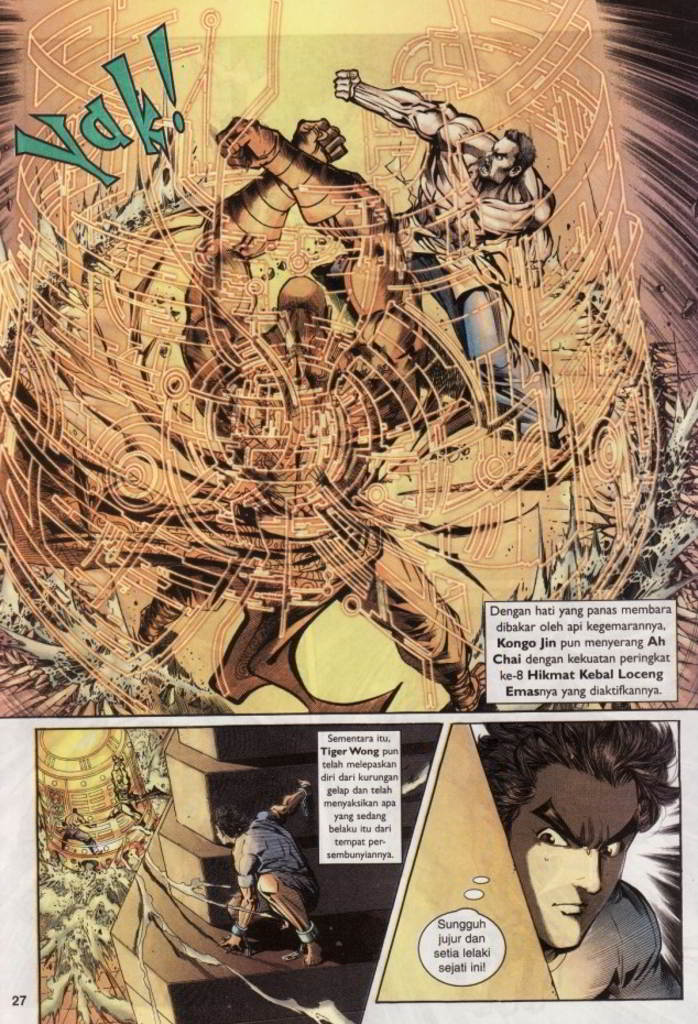 Yak!
Dengan hati yang panas membara
dibakar oleh api kegemarannya,
Kongo Jin pun menyerang Ah
Chai dengan kekuatan peringkat
ke-8 Hikmat Kebal Loceng
Emasnya yang diaktifkannya.
Sementara itu,
Tiger Wong pun
telah melepaskan
diri dari kurungan
gelap dan telah
menyaksikan apa
yang sedang
belaku itu dari
tempat per-
sembunyiannya.
Sungguh
jujur dan
setia lelaki
sejati ini!
27